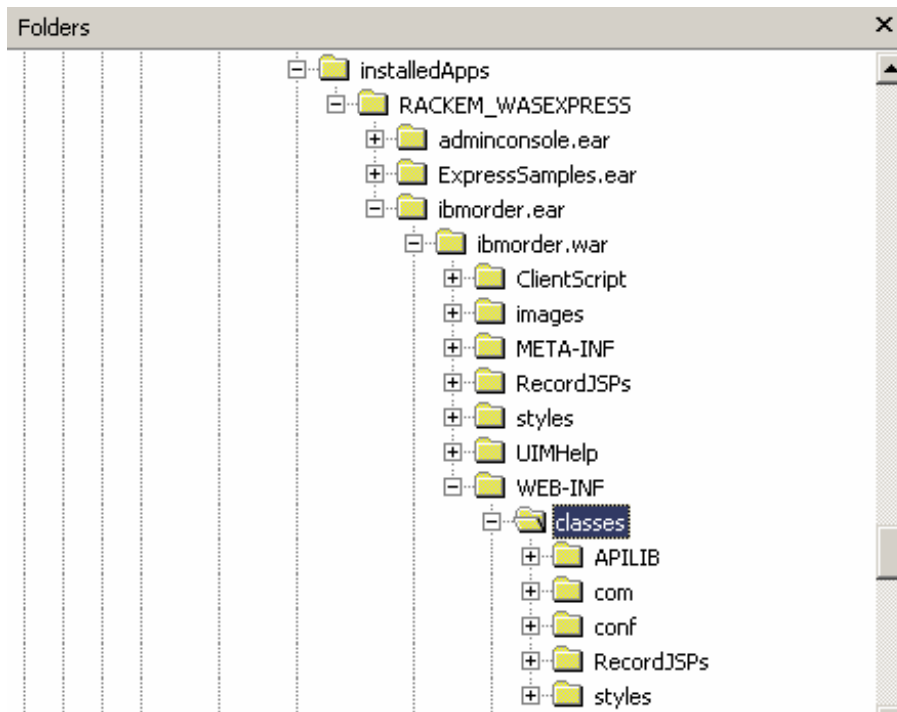 Folders
installedApps
RACKEM_WASEXPRESS
adminconsole.ear
ExpressSamples.ear
ibmorder.ear
ibmorder.war
ClientScript
images
META-INF
RecordJSPs
styles
UIMHelp
WEB-INF
classes
APILIB
com
conf
RecordJSPs
styles